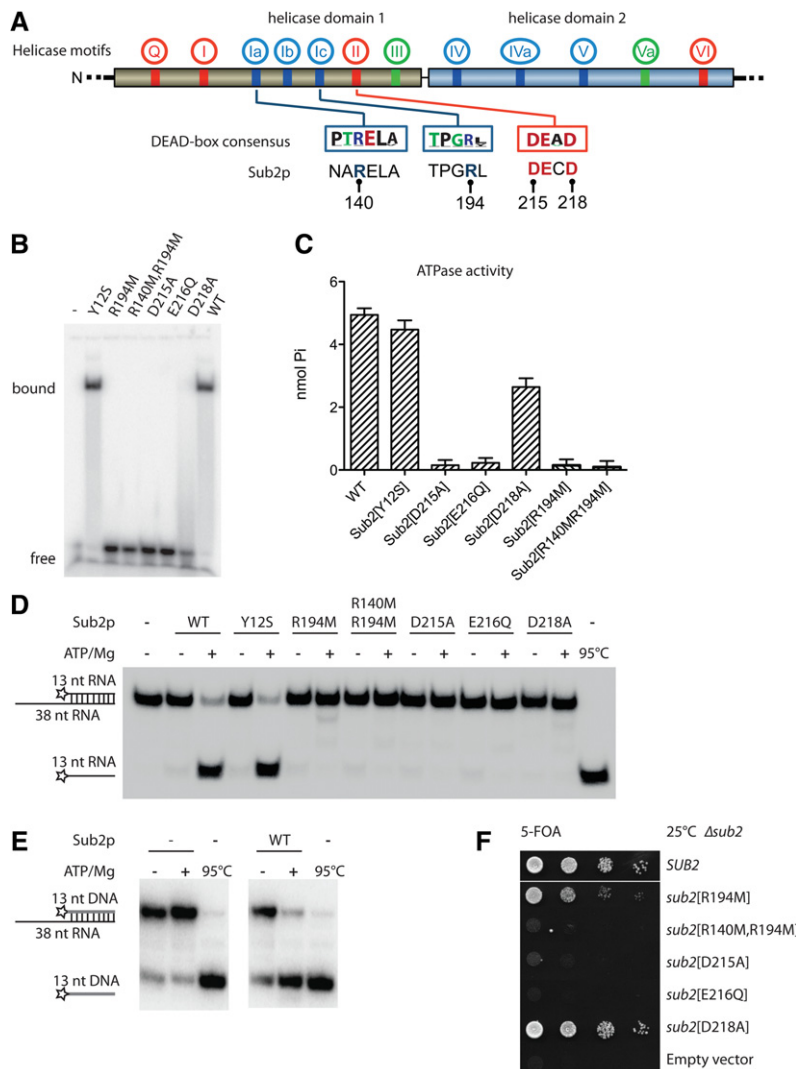 A
helicase domain 1 helicase domain 2
Helicase motifs
Q I Ia Ib Ic II III IV IVa V Va VI
N C
DEAD-box consensus PTRELA TPGRL DEAD
Sub2p NARELA TPGRL DECD
140 194 215 218
B
- Y12S R194M R140M,R194M D215A E216Q D218A WT
bound
free
C
ATPase activity
nmol Pi
6
4
2
0
WT Sub2[Y12S] Sub2[D215A] Sub2[E216Q] Sub2[D218A] Sub2[R194M] Sub2[R140MR194M]
D
R140M
Sub2p - WT Y12S R194M R194M D215A E216Q D218A -
ATP/Mg - - + - + - + - + - + - + - + 95°C
13 nt RNA
38 nt RNA
13 nt RNA
E
Sub2p - - WT -
ATP/Mg - + 95°C - + 95°C
13 nt DNA
38 nt RNA
13 nt DNA
F
5-FOA 25°C Δsub2
SUB2
sub2[R194M]
sub2[R140M,R194M]
sub2[D215A]
sub2[E216Q]
sub2[D218A]
Empty vector